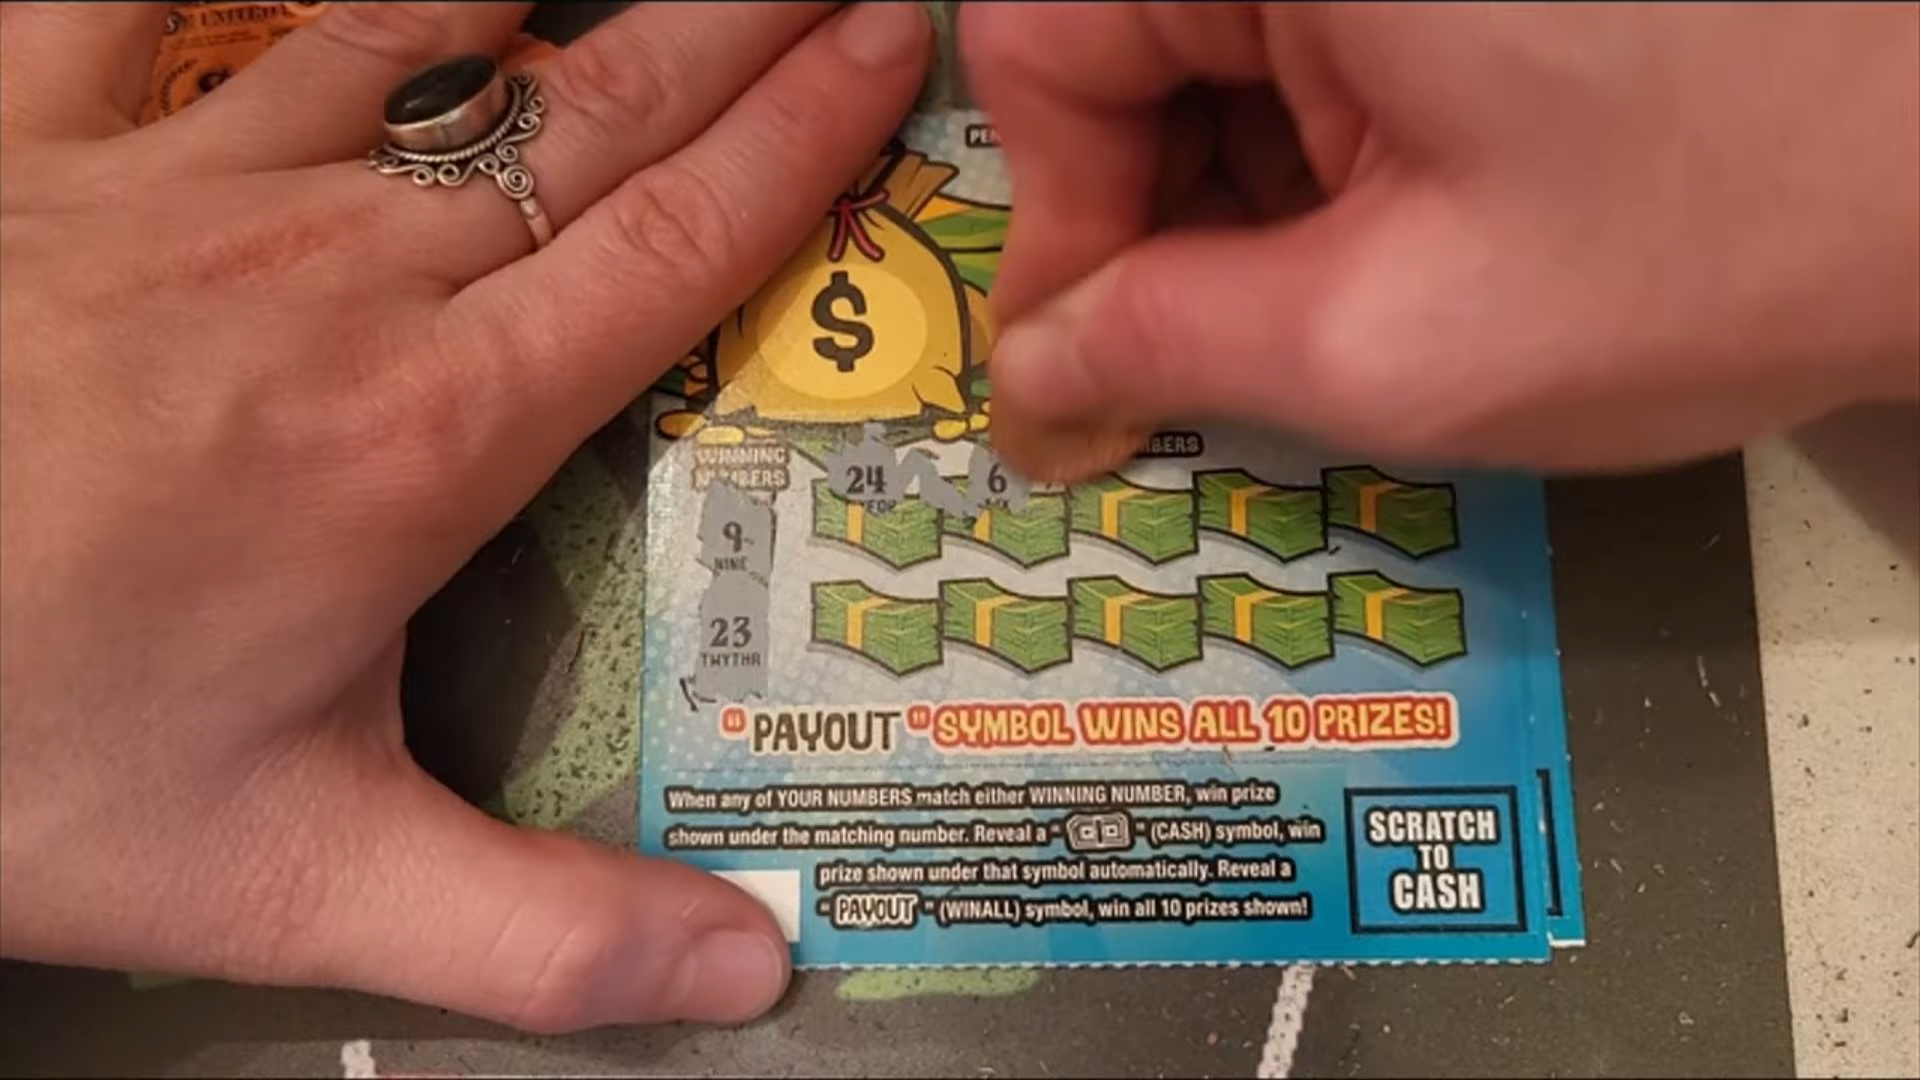 $
WINNING
NUMBERS
24
6
9
NINE
23
TWYTHR
"PAYOUT" SYMBOL WINS ALL 10 PRIZES!
When any of YOUR NUMBERS match either WINNING NUMBER, win prize
shown under the matching number. Reveal a " " (CASH) symbol, win
prize shown under that symbol automatically. Reveal a
"PAYOUT" (WINALL) symbol, win all 10 prizes shown!
SCRATCH
TO
CASH